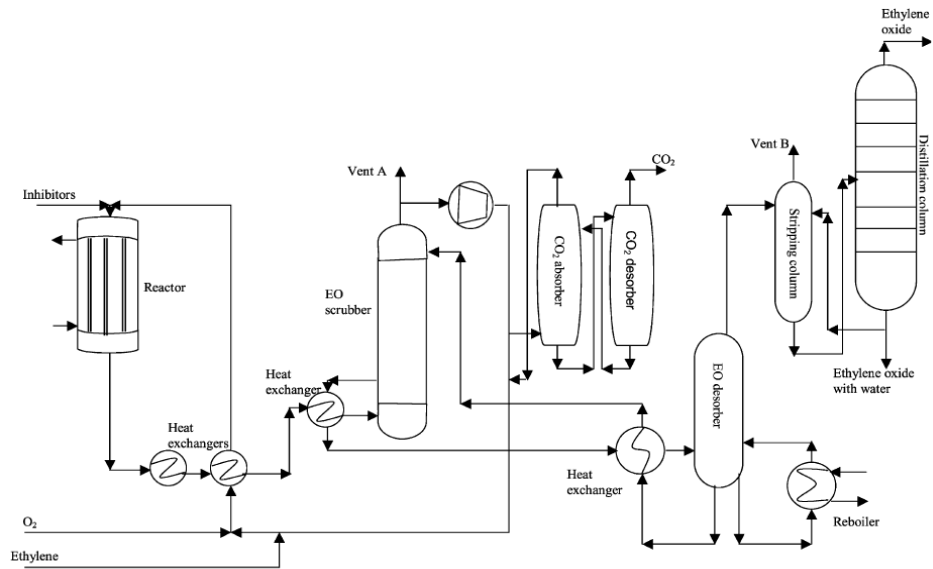 Ethylene
oxide
Distillation column
Vent B
Stripping column
CO₂
Vent A
Inhibitors
CO₂ absorber
CO₂ desorber
Reactor
EO
scrubber
Heat
exchanger
EO desorber
Ethylene oxide
with water
Heat
exchangers
Heat
exchanger
Reboiler
O₂
Ethylene